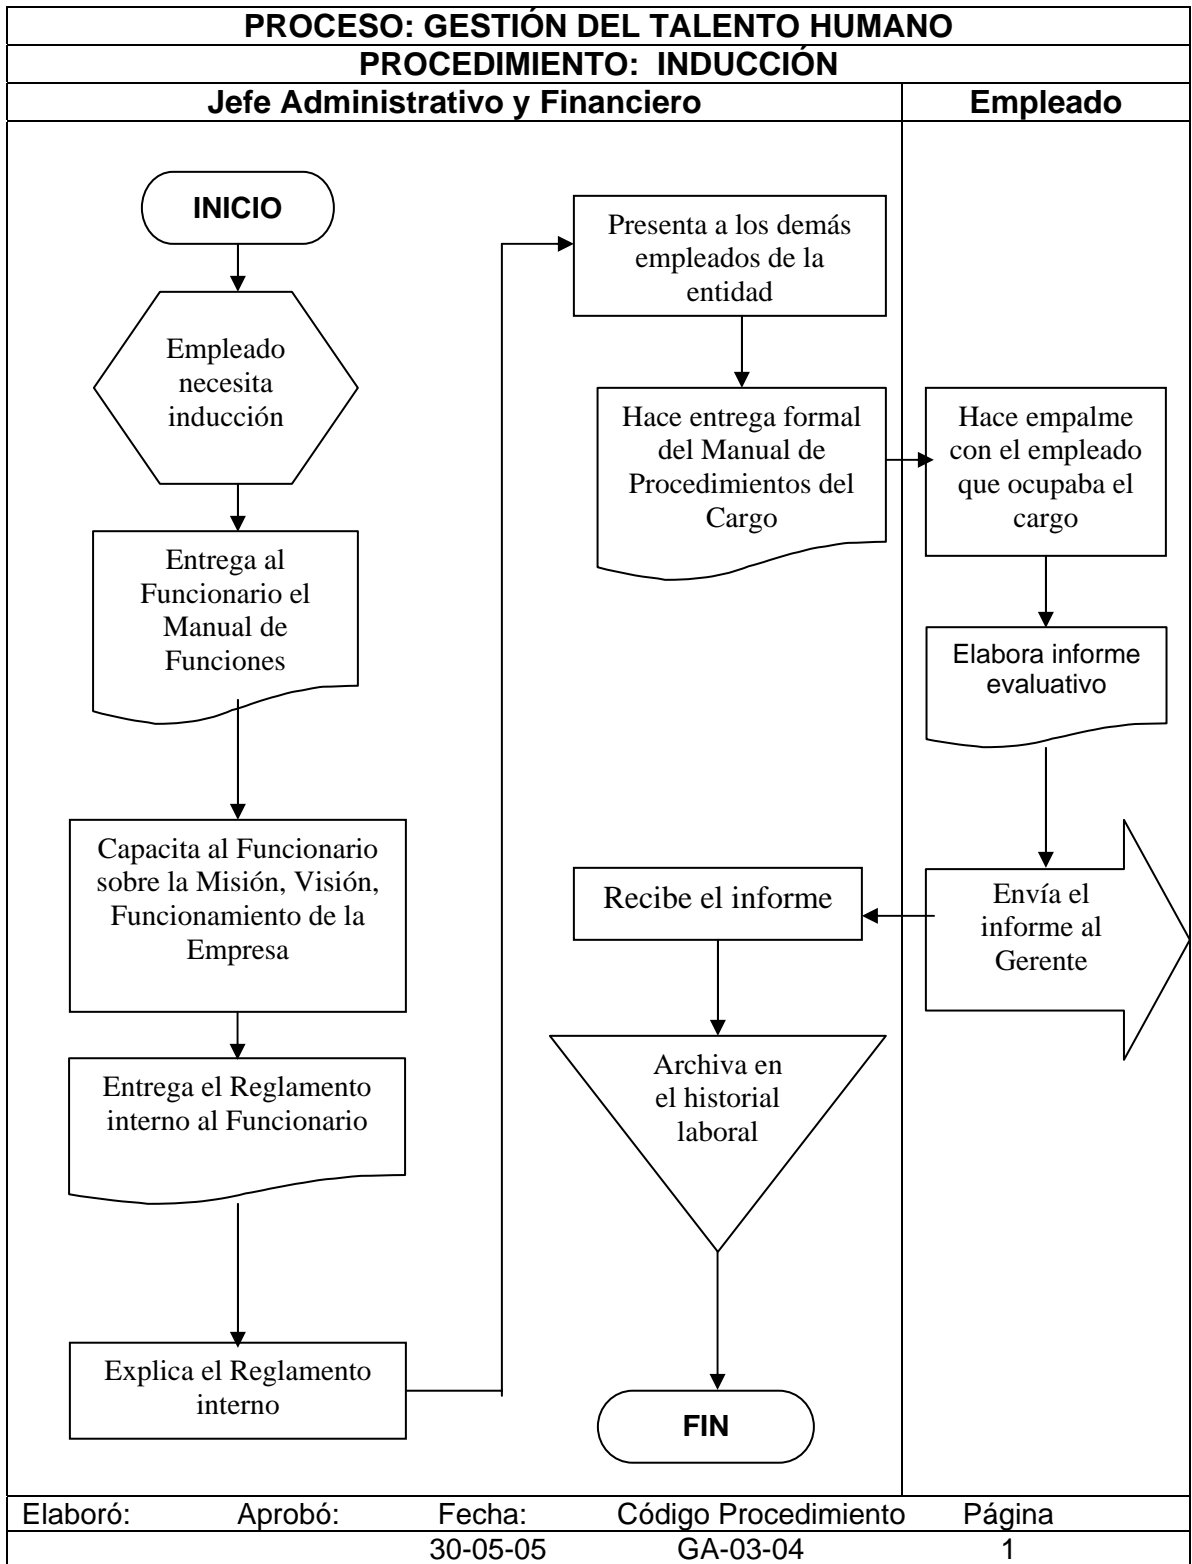 PROCESO: GESTIÓN DEL TALENTO HUMANO
PROCEDIMIENTO: INDUCCIÓN
Jefe Administrativo y Financiero
Empleado
INICIO
Empleado
necesita
inducción
Entrega al
Funcionario el
Manual de
Funciones
Capacita al Funcionario
sobre la Misión, Visión,
Funcionamiento de la
Empresa
Entrega el Reglamento
interno al Funcionario
Explica el Reglamento
interno
Presenta a los demás
empleados de la
entidad
Hace entrega formal
del Manual de
Procedimientos del
Cargo
Hace empalme
con el empleado
que ocupaba el
cargo
Elabora informe
evaluativo
Envía el
informe al
Gerente
Recibe el informe
Archiva en
el historial
laboral
FIN
Elaboró: Aprobó: Fecha: Código Procedimiento Página
30-05-05 GA-03-04 1